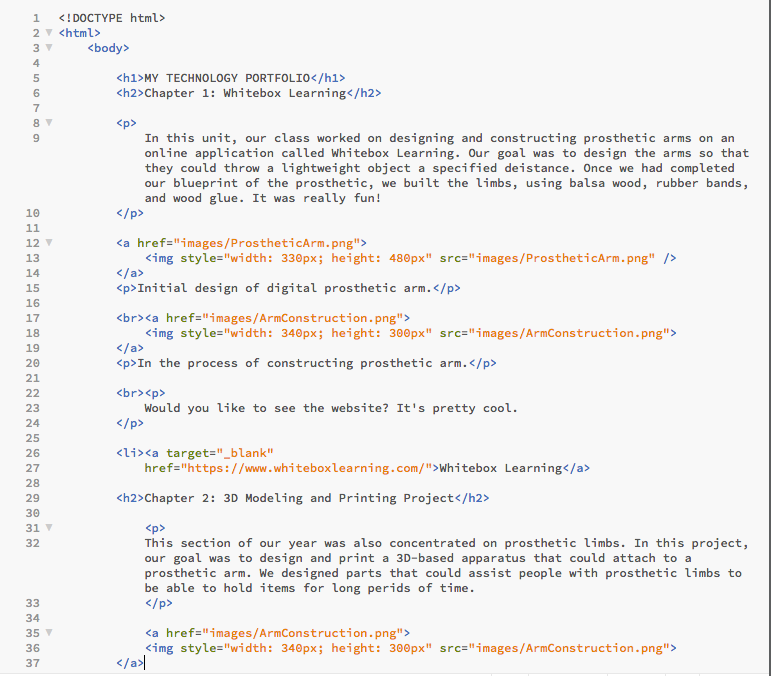 1 <!DOCTYPE html>
2 <html>
3 <body>
4
5 <h1>MY TECHNOLOGY PORTFOLIO</h1>
6 <h2>Chapter 1: Whitebox Learning</h2>
7
8 <p>
9 In this unit, our class worked on designing and constructing prosthetic arms on an
online application called Whitebox Learning. Our goal was to design the arms so that
they could throw a lightweight object a specified deistance. Once we had completed
our blueprint of the prosthetic, we built the limbs, using balsa wood, rubber bands,
and wood glue. It was really fun!
10 </p>
11
12 <a href="images/ProstheticArm.png">
13 <img style="width: 330px; height: 480px" src="images/ProstheticArm.png" />
14 </a>
15 <p>Initial design of digital prosthetic arm.</p>
16
17 <br><a href="images/ArmConstruction.png">
18 <img style="width: 340px; height: 300px" src="images/ArmConstruction.png">
19 </a>
20 <p>In the process of constructing prosthetic arm.</p>
21
22 <br><p>
23 Would you like to see the website? It's pretty cool.
24 </p>
25
26 <li><a target="_blank"
27 href="https://www.whiteboxlearning.com/">Whitebox Learning</a>
28
29 <h2>Chapter 2: 3D Modeling and Printing Project</h2>
30
31 <p>
32 This section of our year was also concentrated on prosthetic limbs. In this project,
our goal was to design and print a 3D-based apparatus that could attach to a
prosthetic arm. We designed parts that could assist people with prosthetic limbs to
be able to hold items for long perids of time.
33 </p>
34
35 <a href="images/ArmConstruction.png">
36 <img style="width: 340px; height: 300px" src="images/ArmConstruction.png">
37 </a>